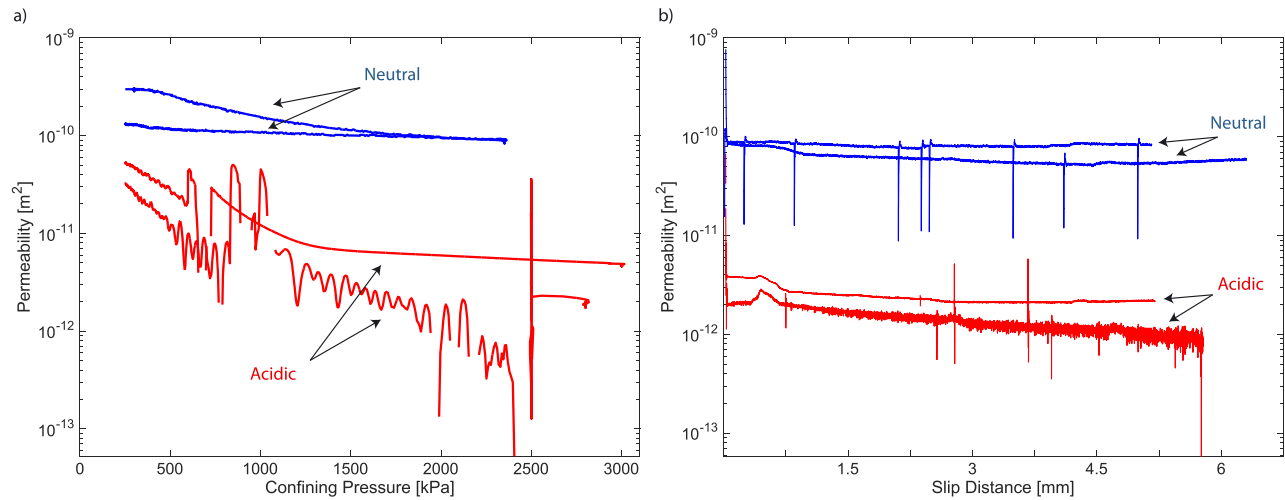 a)
10^-9
10^-10
10^-11
10^-12
10^-13
Permeability [m^2]
Neutral
Acidic
0 500 1000 1500 2000 2500 3000
Confining Pressure [kPa]
b)
10^-9
10^-10
10^-11
10^-12
10^-13
Permeability [m^2]
Neutral
Acidic
1.5 3 4.5 6
Slip Distance [mm]